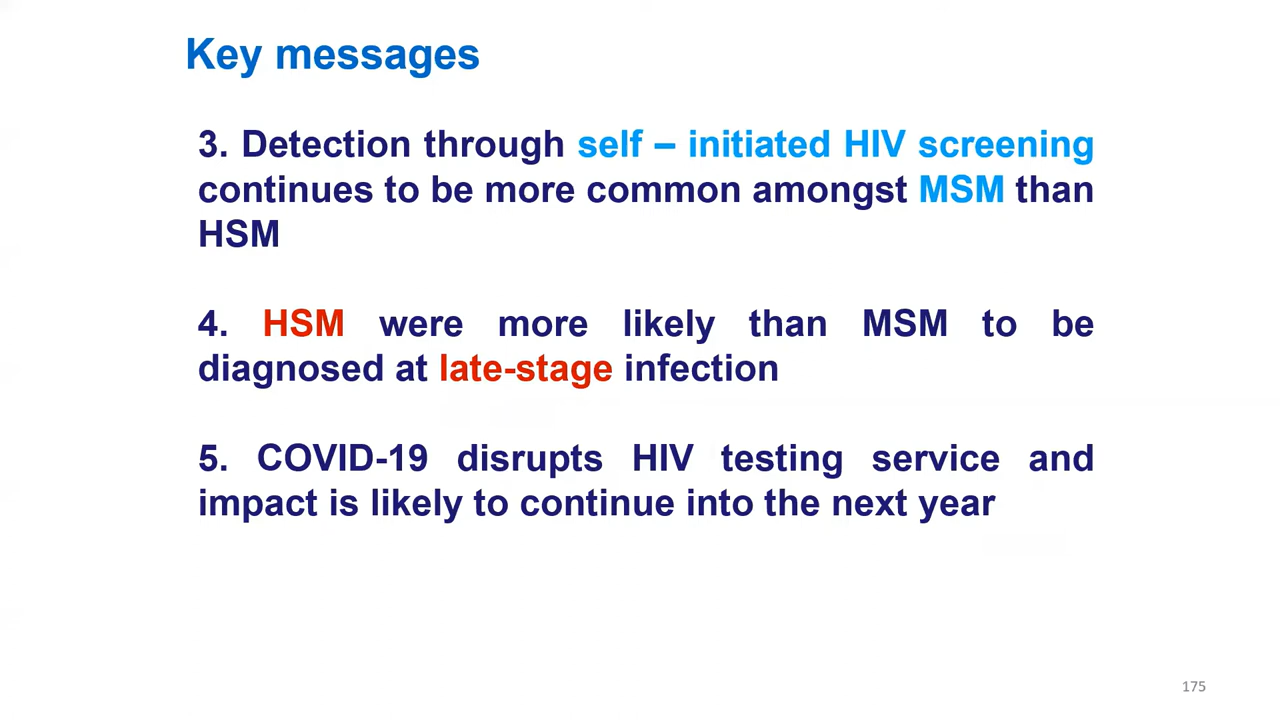 Key messages
3. Detection through self – initiated HIV screening
continues to be more common amongst MSM than
HSM
4. HSM were more likely than MSM to be
diagnosed at late-stage infection
5. COVID-19 disrupts HIV testing service and
impact is likely to continue into the next year
175